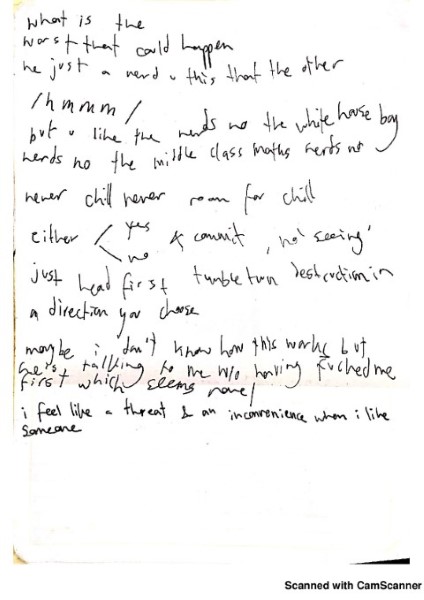 what is the
worst that could happen
he just a nerd u this that the other
/hmmm/
but u like the nerds no the white house boy
nerds no the middle class maths nerds no
never chill never room for chill
either yes & commit, no 'seeing'
no
just head first tumble turn destruction in
a direction you choose
maybe i don't know how this works but
he's talking to me w/o having fucked me
first which seems novel
i feel like a threat & an inconvenience when i like
someone
Scanned with CamScanner